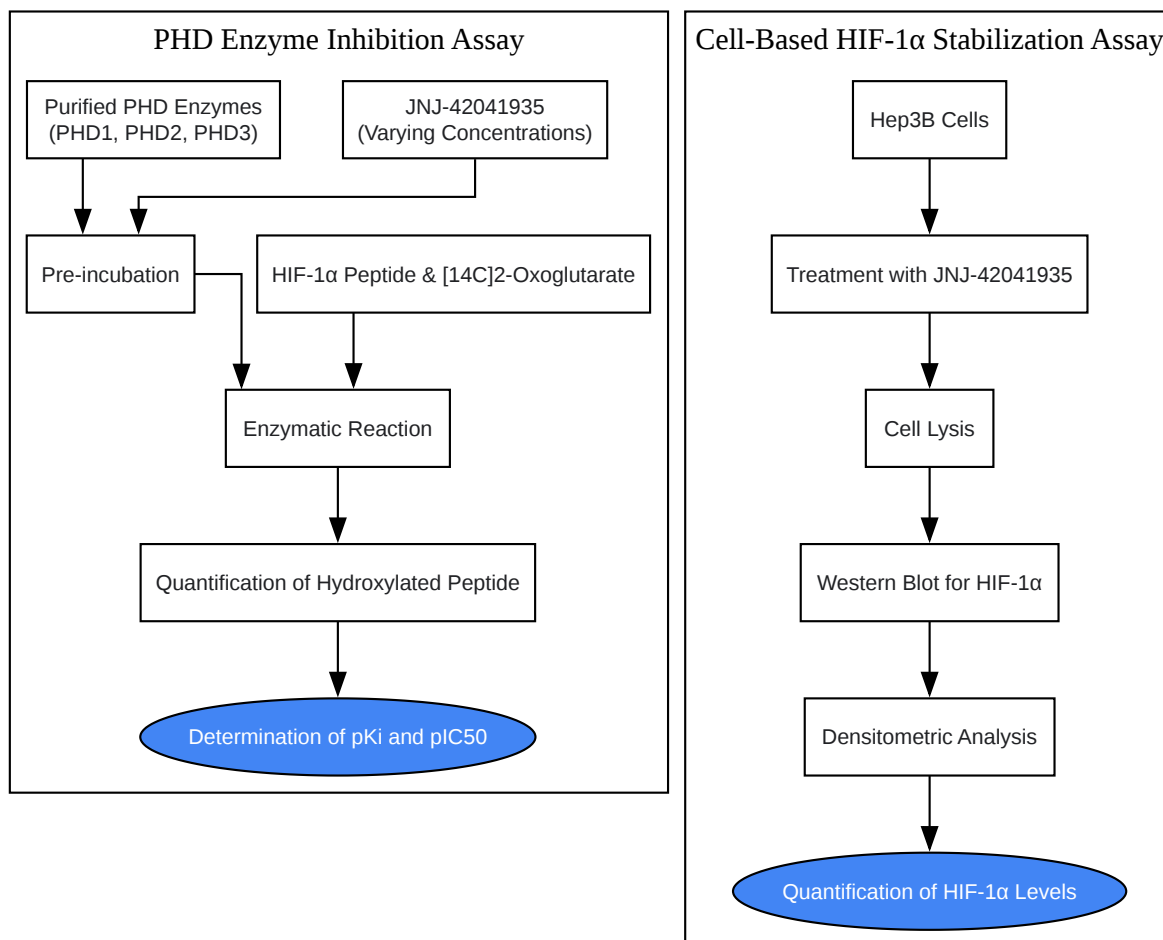 PHD Enzyme Inhibition Assay
Purified PHD Enzymes
(PHD1, PHD2, PHD3)
JNJ-42041935
(Varying Concentrations)
Pre-incubation
HIF-1α Peptide & [14C]2-Oxoglutarate
Enzymatic Reaction
Quantification of Hydroxylated Peptide
Determination of pKi and pIC50
Cell-Based HIF-1α Stabilization Assay
Hep3B Cells
Treatment with JNJ-42041935
Cell Lysis
Western Blot for HIF-1α
Densitometric Analysis
Quantification of HIF-1α Levels